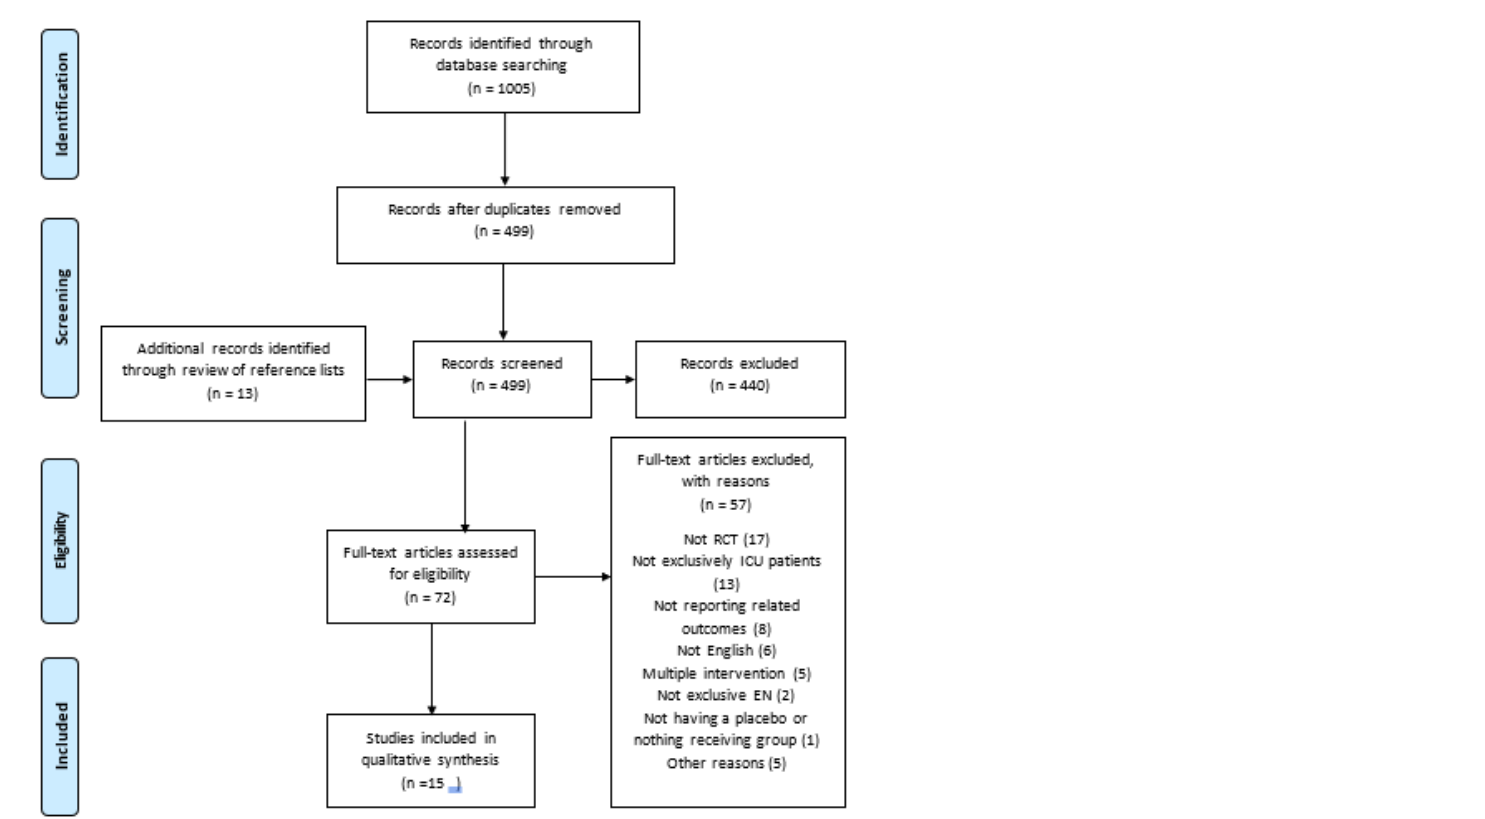 Identification
Records identified through
database searching
(n = 1005)
Records after duplicates removed
(n = 499)
Screening
Additional records identified
through review of reference lists
(n = 13)
Records screened
(n = 499)
Records excluded
(n = 440)
Eligibility
Full-text articles assessed
for eligibility
(n = 72)
Full-text articles excluded,
with reasons
(n = 57)
Not RCT (17)
Not exclusively ICU patients
(13)
Not reporting related
outcomes (8)
Not English (6)
Multiple intervention (5)
Not exclusive EN (2)
Not having a placebo or
nothing receiving group (1)
Other reasons (5)
Included
Studies included in
qualitative synthesis
(n =15 )